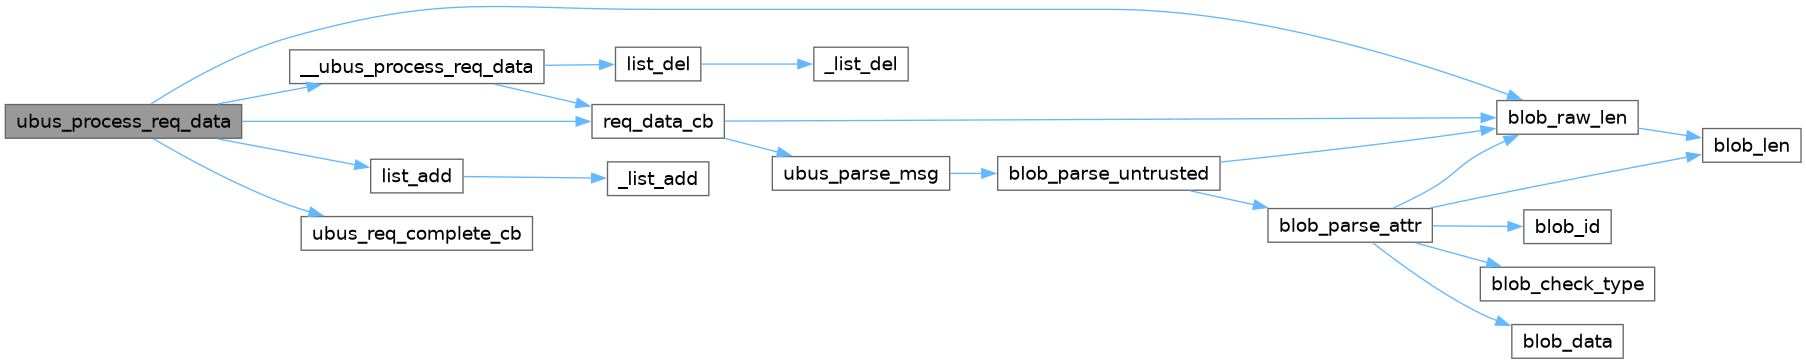 ubus_process_req_data
__ubus_process_req_data
list_del
_list_del
req_data_cb
list_add
_list_add
ubus_req_complete_cb
ubus_parse_msg
blob_parse_untrusted
blob_parse_attr
blob_raw_len
blob_len
blob_id
blob_check_type
blob_data